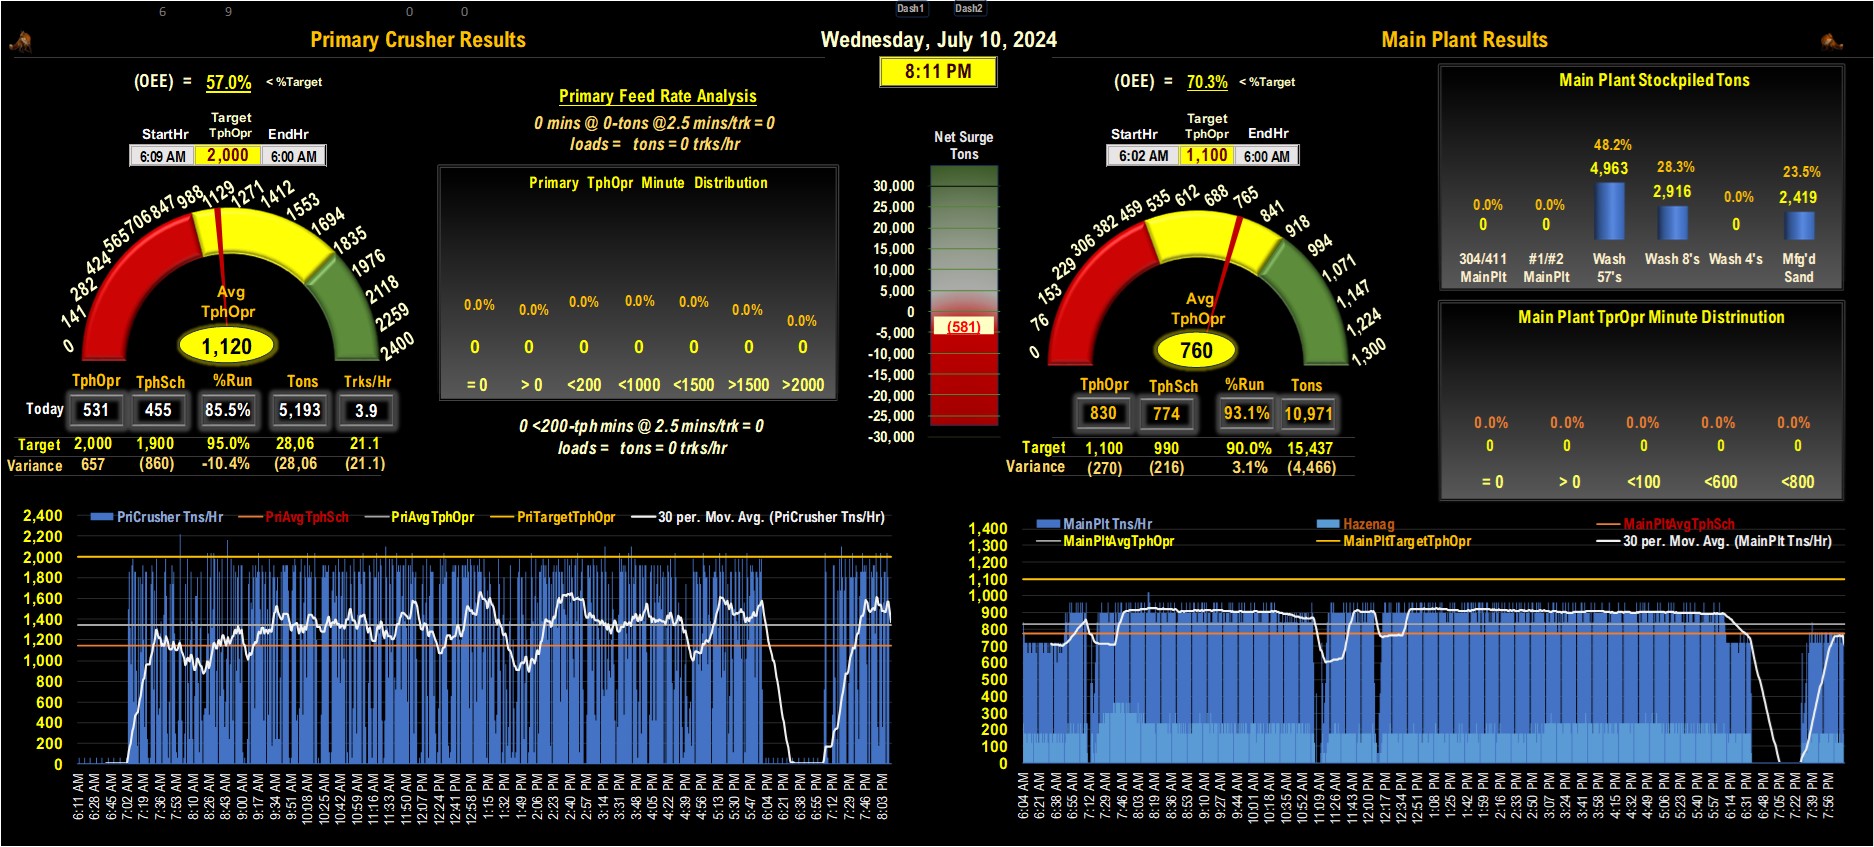 6 9 0 0 Dash1 Dash2
Primary Crusher Results
Wednesday, July 10, 2024
Main Plant Results
8:11 PM
(OEE) = 57.0% < %Target
Target
StartHr TphOpr EndHr
6:09 AM 2,000 6:00 AM
0 141 282 424 565 706 847 988 1129 1271 1412 1553 1694 1835 1976 2118 2259 2400
Avg
TphOpr
1,120
TphOpr TphSch %Run Tons Trks/Hr
Today 531 455 85.5% 5,193 3.9
Target 2,000 1,900 95.0% 28,06 21.1
Variance 657 (860) -10.4% (28,06 (21.1)
Primary Feed Rate Analysis
0 mins @ 0-tons @2.5 mins/trk = 0
loads = tons = 0 trks/hr
Primary TphOpr Minute Distribution
0.0% 0.0% 0.0% 0.0% 0.0% 0.0% 0.0%
0 0 0 0 0 0 0
= 0 > 0 <200 <1000 <1500 >1500 >2000
0 <200-tph mins @ 2.5 mins/trk = 0
loads = tons = 0 trks/hr
Net Surge
Tons
30,000
25,000
20,000
15,000
10,000
5,000
0
-5,000
-10,000
-15,000
-20,000
-25,000
-30,000
(581)
(OEE) = 70.3% < %Target
Target
StartHr TphOpr EndHr
6:02 AM 1,100 6:00 AM
0 76 153 229 306 382 459 535 612 688 765 841 918 994 1,071 1,147 1,224 1,300
Avg
TphOpr
760
TphOpr TphSch %Run Tons
830 774 93.1% 10,971
Target 1,100 990 90.0% 15,437
Variance (270) (216) 3.1% (4,466)
Main Plant Stockpiled Tons
0.0% 0.0% 48.2% 28.3% 0.0% 23.5%
0 0 4,963 2,916 0 2,419
304/411 #1/#2 Wash Wash 8's Wash 4's Mfg'd
MainPlt MainPlt 57's Sand
Main Plant TprOpr Minute Distrinution
0.0% 0.0% 0.0% 0.0% 0.0%
0 0 0 0 0
= 0 > 0 <100 <600 <800
PriCrusher Tns/Hr PriAvgTphSch PriAvgTphOpr PriTargetTphOpr 30 per. Mov. Avg. (PriCrusher Tns/Hr)
2,400
2,200
2,000
1,800
1,600
1,400
1,200
1,000
800
600
400
200
0
6:11 AM 6:28 AM 6:45 AM 7:02 AM 7:19 AM 7:36 AM 7:53 AM 8:10 AM 8:26 AM 8:43 AM 9:00 AM 9:17 AM 9:34 AM 9:51 AM 10:08 AM 10:25 AM 10:42 AM 10:59 AM 11:16 AM 11:33 AM 11:50 AM 12:07 PM 12:24 PM 12:41 PM 12:58 PM 1:15 PM 1:32 PM 1:49 PM 2:06 PM 2:23 PM 2:40 PM 2:57 PM 3:14 PM 3:31 PM 3:48 PM 4:05 PM 4:22 PM 4:39 PM 4:56 PM 5:13 PM 5:30 PM 5:47 PM 6:04 PM 6:21 PM 6:38 PM 6:55 PM 7:12 PM 7:29 PM 7:46 PM 8:03 PM
MainPlt Tns/Hr Hazenag MainPltAvgTphSch
MainPltAvgTphOpr MainPltTargetTphOpr 30 per. Mov. Avg. (MainPlt Tns/Hr)
1,400
1,300
1,200
1,100
1,000
900
800
700
600
500
400
300
200
100
0
6:04 AM 6:21 AM 6:38 AM 6:55 AM 7:12 AM 7:29 AM 7:46 AM 8:03 AM 8:19 AM 8:36 AM 8:53 AM 9:10 AM 9:27 AM 9:44 AM 10:01 AM 10:18 AM 10:35 AM 10:52 AM 11:09 AM 11:26 AM 11:43 AM 12:00 PM 12:17 PM 12:34 PM 12:51 PM 1:08 PM 1:25 PM 1:42 PM 1:59 PM 2:16 PM 2:33 PM 2:50 PM 3:07 PM 3:24 PM 3:41 PM 3:58 PM 4:15 PM 4:32 PM 4:49 PM 5:06 PM 5:23 PM 5:40 PM 5:57 PM 6:14 PM 6:31 PM 6:48 PM 7:05 PM 7:22 PM 7:39 PM 7:56 PM